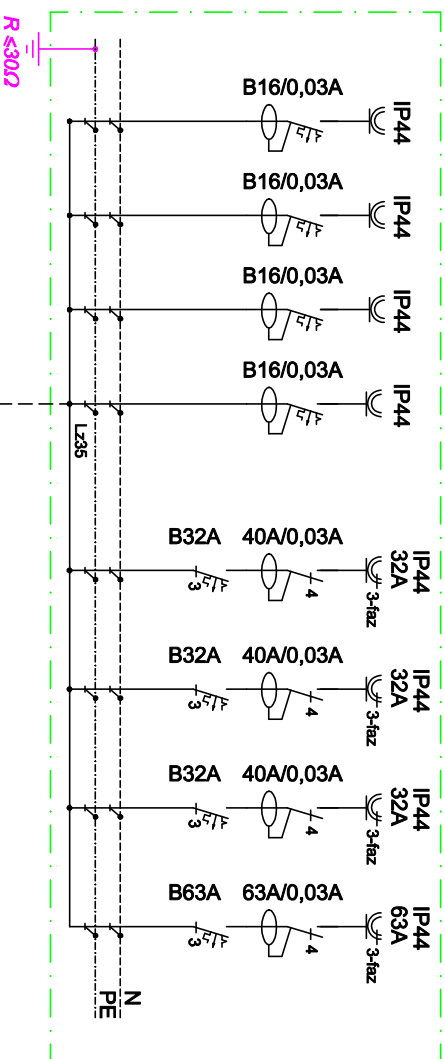 R ≤30Ω
B16/0,03A
IP44
B16/0,03A
IP44
B16/0,03A
IP44
B16/0,03A
IP44
Lz35
B32A
40A/0,03A
IP44
32A
3-faz
3
4
B32A
40A/0,03A
IP44
32A
3-faz
3
4
B32A
40A/0,03A
IP44
32A
3-faz
3
4
B63A
63A/0,03A
IP44
63A
3-faz
3
4
N
PE